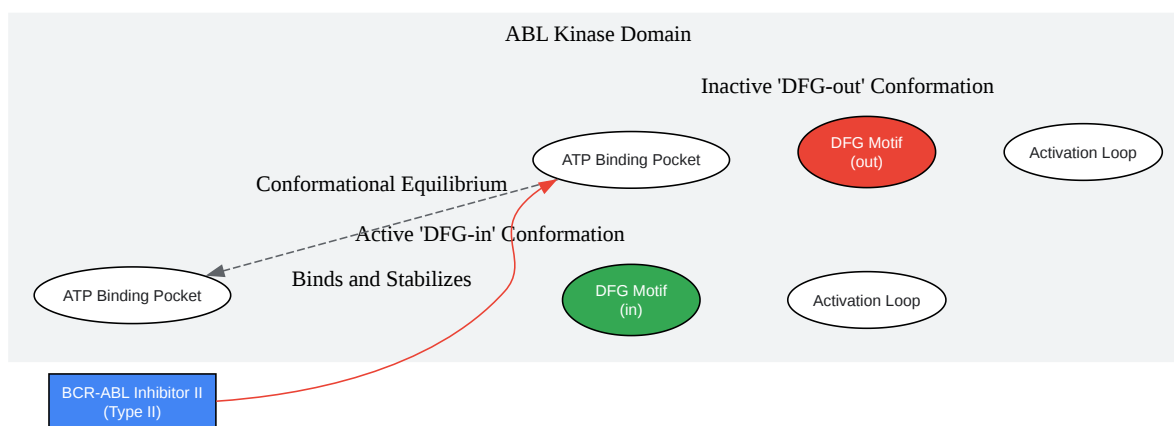 ABL Kinase Domain
Inactive 'DFG-out' Conformation
ATP Binding Pocket
DFG Motif
(out)
Activation Loop
Conformational Equilibrium
Active 'DFG-in' Conformation
Binds and Stabilizes
ATP Binding Pocket
DFG Motif
(in)
Activation Loop
BCR-ABL Inhibitor II
(Type II)